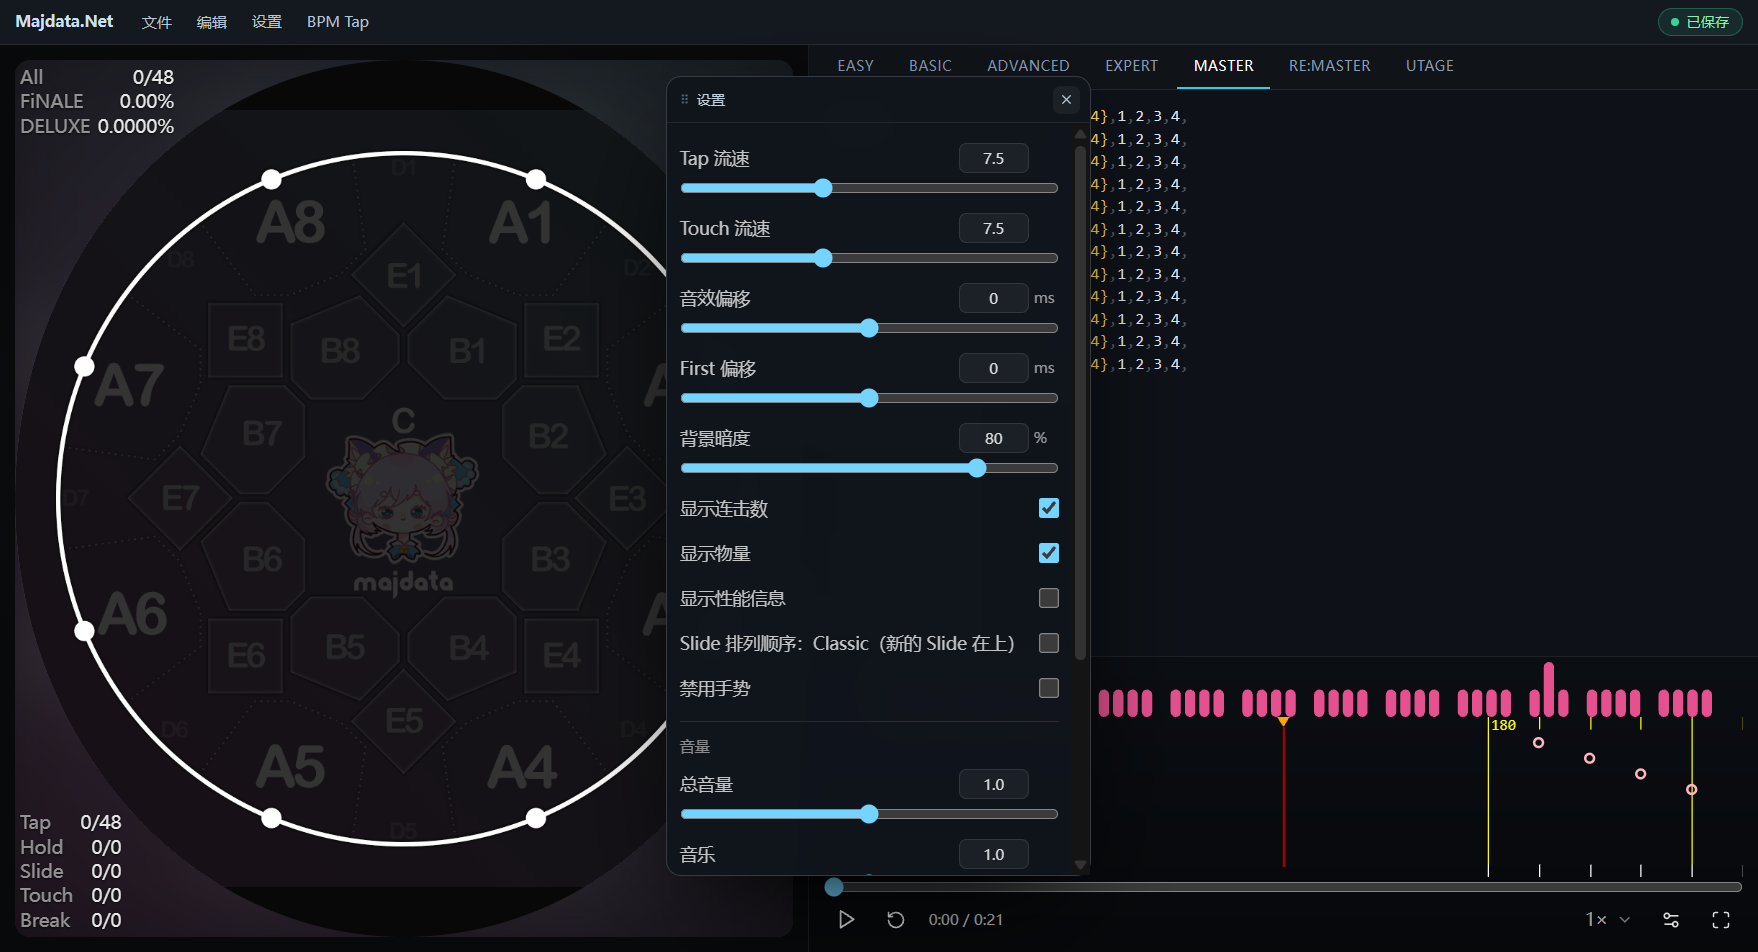 Majdata.Net 文件 编辑 设置 BPM Tap 已保存
All 0/48
FiNALE 0.00%
DELUXE 0.0000%
D1
A8 A1
D8 D2
E1
E8 B8 B1 E2
A7 A
B7 C B2
D7 E7 E3
B6 B3
majdata
A6 A
E6 B5 B4 E4
D6 E5 D4
A5 A4
D5
Tap 0/48
Hold 0/0
Slide 0/0
Touch 0/0
Break 0/0
设置
Tap 流速 7.5
Touch 流速 7.5
音效偏移 0 ms
First 偏移 0 ms
背景暗度 80 %
显示连击数
显示物量
显示性能信息
Slide 排列顺序：Classic（新的 Slide 在上）
禁用手势
音量
总音量 1.0
音乐 1.0
EASY BASIC ADVANCED EXPERT MASTER RE:MASTER UTAGE
4},1,2,3,4,
4},1,2,3,4,
4},1,2,3,4,
4},1,2,3,4,
4},1,2,3,4,
4},1,2,3,4,
4},1,2,3,4,
4},1,2,3,4,
4},1,2,3,4,
4},1,2,3,4,
4},1,2,3,4,
4},1,2,3,4,
180
0:00 / 0:21 1×